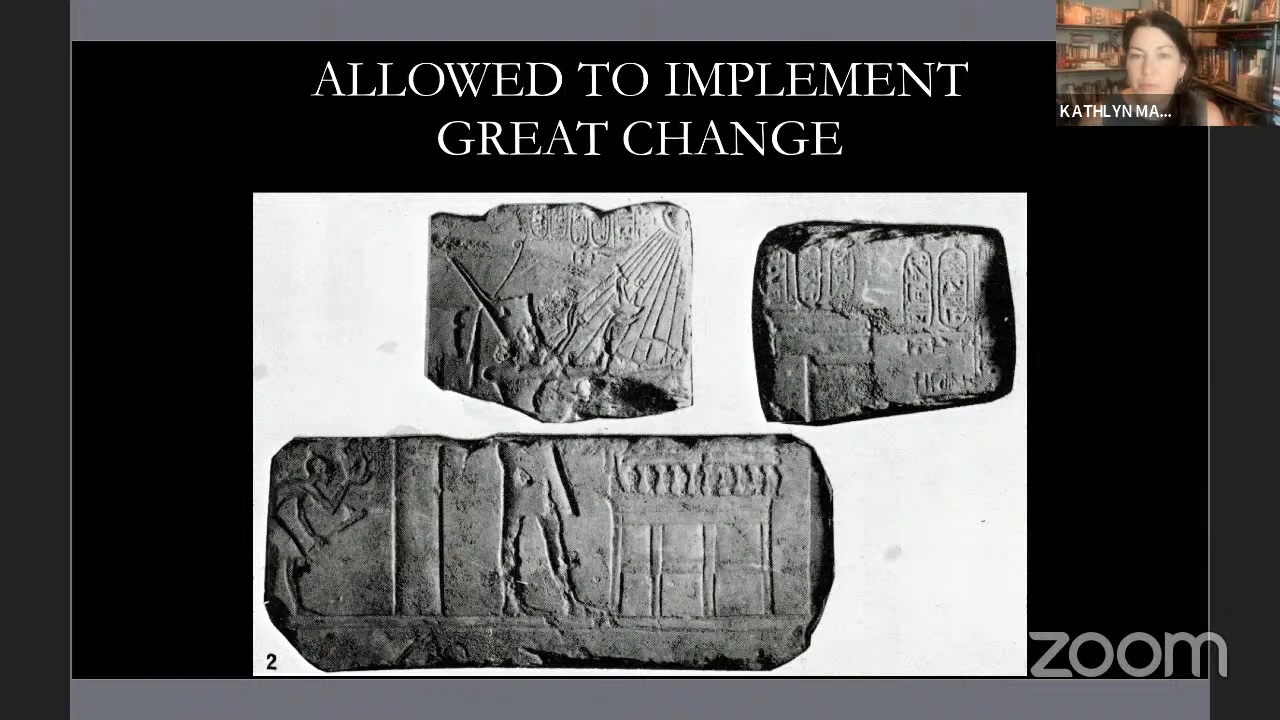 ALLOWED TO IMPLEMENT
GREAT CHANGE
KATHLYN MA...
2
zoom